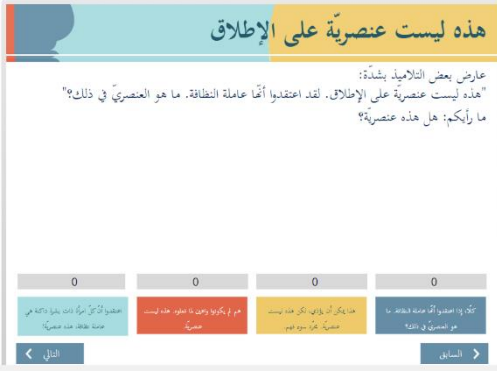 هذه ليست عنصريّة على الإطلاق
عارض بعض التلاميذ بشدّة:
"هذه ليست عنصريّة على الإطلاق. لقد اعتقدوا أنّها عاملة النظافة. ما هو العنصريّ في ذلك؟"
ما رأيكم: هل هذه عنصريّة؟
0
0
0
0
كلّا، إذا اعتقدوا أنّها عاملة النظافة، ما
هو العنصريّ في ذلك؟
هذا يمكن أن يؤذي، لكن هذه ليست
عنصريّة. مجرّد سوء فهم.
هم لم يكونوا هذه ليست
عنصريّة.
اعتقدوا أنّ كلّ امرأة ذات بشرة داكنة هي
عاملة نظافة، هذه عنصريّة!
السابق
التالي